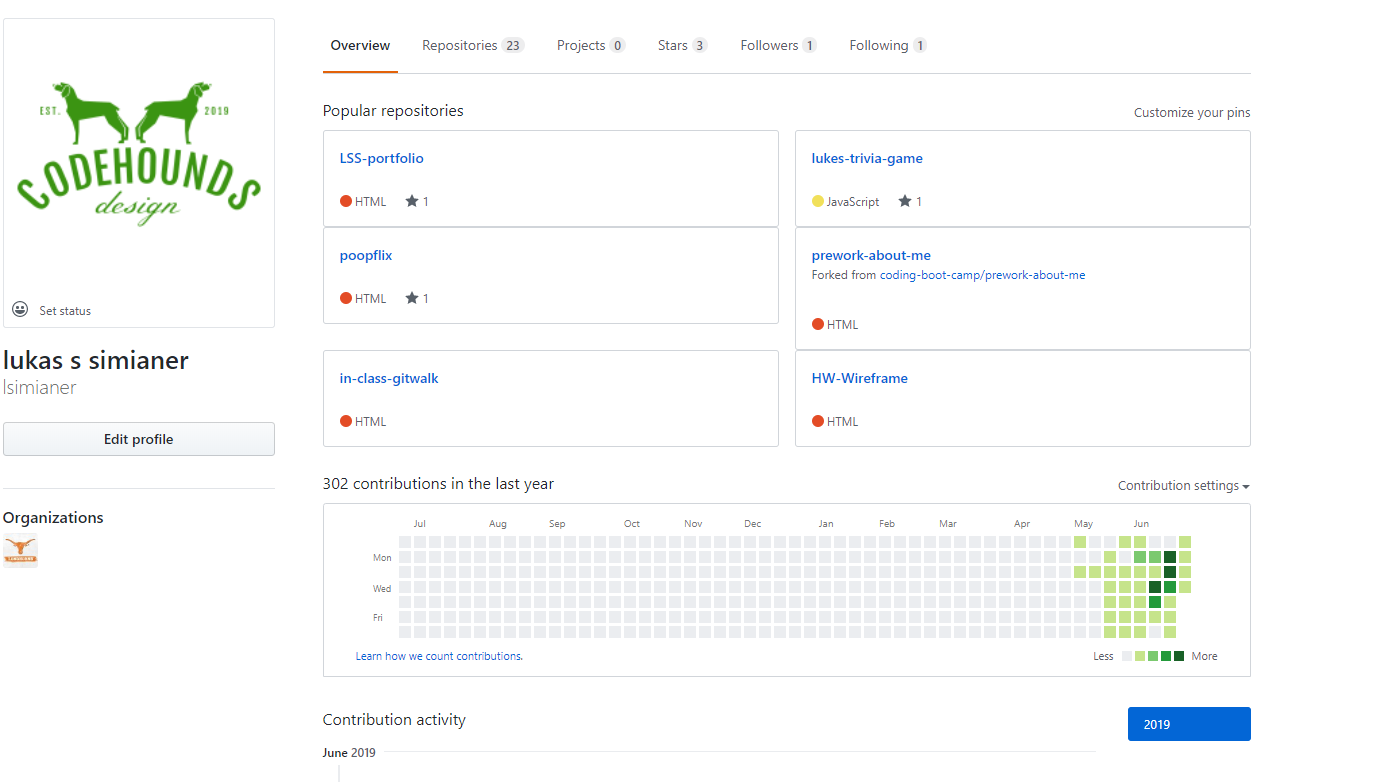 Overview Repositories 23 Projects 0 Stars 3 Followers 1 Following 1
EST. 2019
CODEHOUNDS
design
Set status
lukas s simianer
lsimianer
Edit profile
Organizations
Popular repositories Customize your pins
LSS-portfolio
HTML 1
lukes-trivia-game
JavaScript 1
poopflix
HTML 1
prework-about-me
Forked from coding-boot-camp/prework-about-me
HTML
in-class-gitwalk
HTML
HW-Wireframe
HTML
302 contributions in the last year Contribution settings
Jul Aug Sep Oct Nov Dec Jan Feb Mar Apr May Jun
Mon
Wed
Fri
Learn how we count contributions. Less More
Contribution activity 2019
June 2019